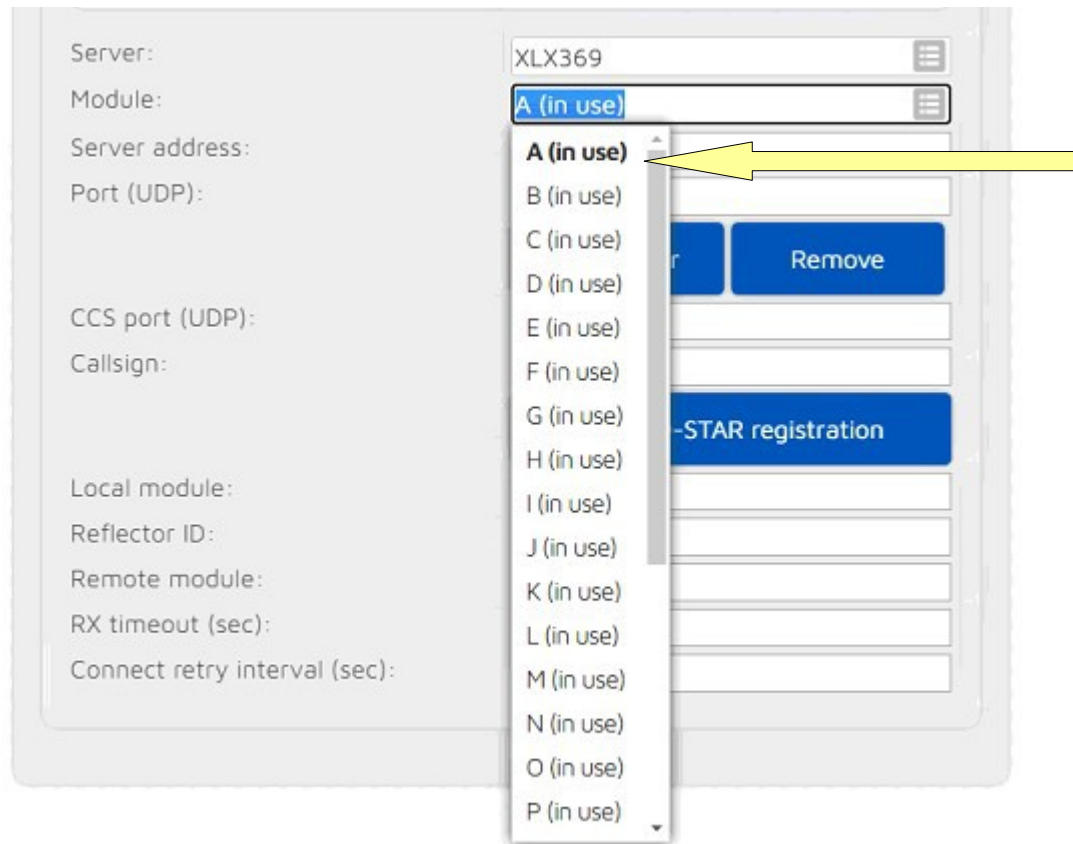 Server:
XLX369
Module:
A (in use)
Server address:
A (in use)
Port (UDP):
B (in use)
C (in use)
Remove
D (in use)
CCS port (UDP):
E (in use)
Callsign:
F (in use)
G (in use)
-STAR registration
H (in use)
Local module:
I (in use)
Reflector ID:
J (in use)
Remote module:
K (in use)
RX timeout (sec):
L (in use)
Connect retry interval (sec):
M (in use)
N (in use)
O (in use)
P (in use)